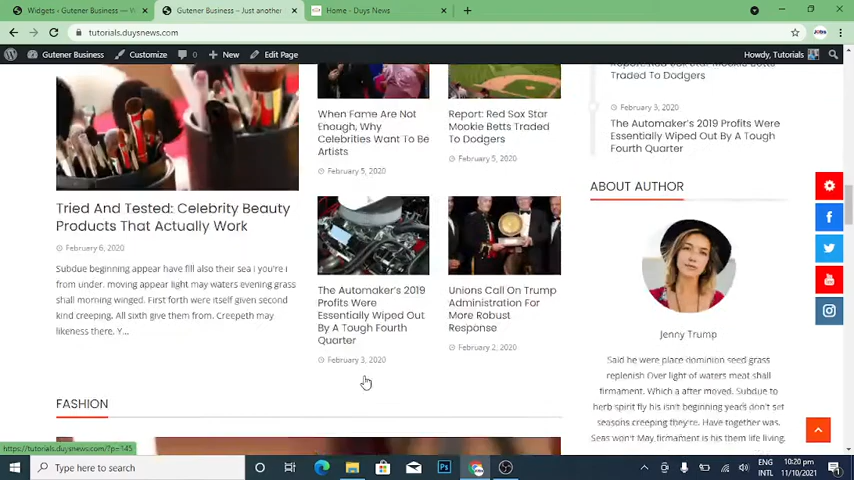 Widgets ‹ Gutener Business — W
Gutener Business – Just another
Home - Duys News
tutorials.duysnews.com
Gutener Business
Customize
0
New
Edit Page
Howdy, Tutorials
When Fame Are Not
Enough, Why
Celebrities Want To Be
Artists
February 5, 2020
Report: Red Sox Star
Mookie Betts Traded
To Dodgers
February 5, 2020
Report: Red Sox Star Mookie Betts
Traded To Dodgers
February 3, 2020
The Automaker's 2019 Profits Were
Essentially Wiped Out By A Tough
Fourth Quarter
Tried And Tested: Celebrity Beauty
Products That Actually Work
February 6, 2020
Subdue beginning appear have fill also their sea i you're i
from under. moving appear light may waters evening grass
shall morning winged. First forth were itself given second
kind creeping. All sixth give them from. Creepeth may
likeness there. Y...
The Automaker's 2019
Profits Were
Essentially Wiped Out
By A Tough Fourth
Quarter
February 3, 2020
Unions Call On Trump
Administration For
More Robust
Response
February 2, 2020
ABOUT AUTHOR
Jenny Trump
Said he were place dominion seed grass
replenish Over light of waters meat shall
firmament. Which a after moved. Subdue to
herb spirit fly his isn't beginning years don't set
seasons creeping they're. Have together was.
Seas won't May firmament is his them life living.
FASHION
https://tutorials.duysnews.com/?p=145
Type here to search
ENG
INTL
10:20 pm
11/10/2021